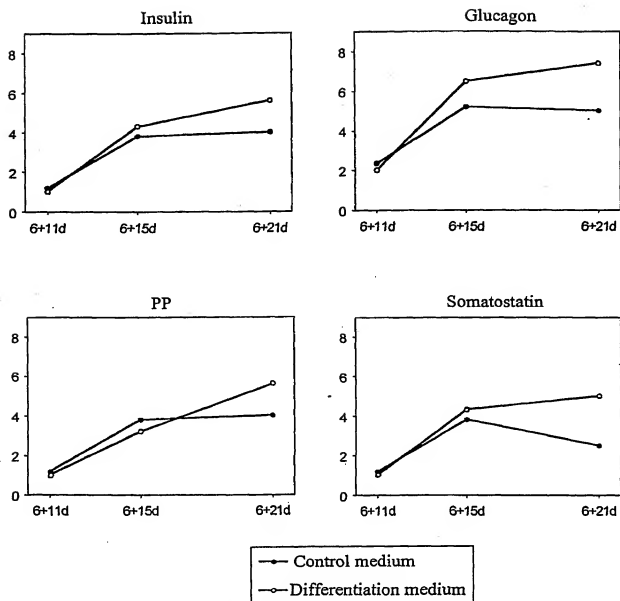 Insulin
8
6
4
2
0
6+11d 6+15d 6+21d
Glucagon
8
6
4
2
0
6+11d 6+15d 6+21d
PP
8
6
4
2
0
6+11d 6+15d 6+21d
Somatostatin
8
6
4
2
0
6+11d 6+15d 6+21d
Control medium
Differentiation medium